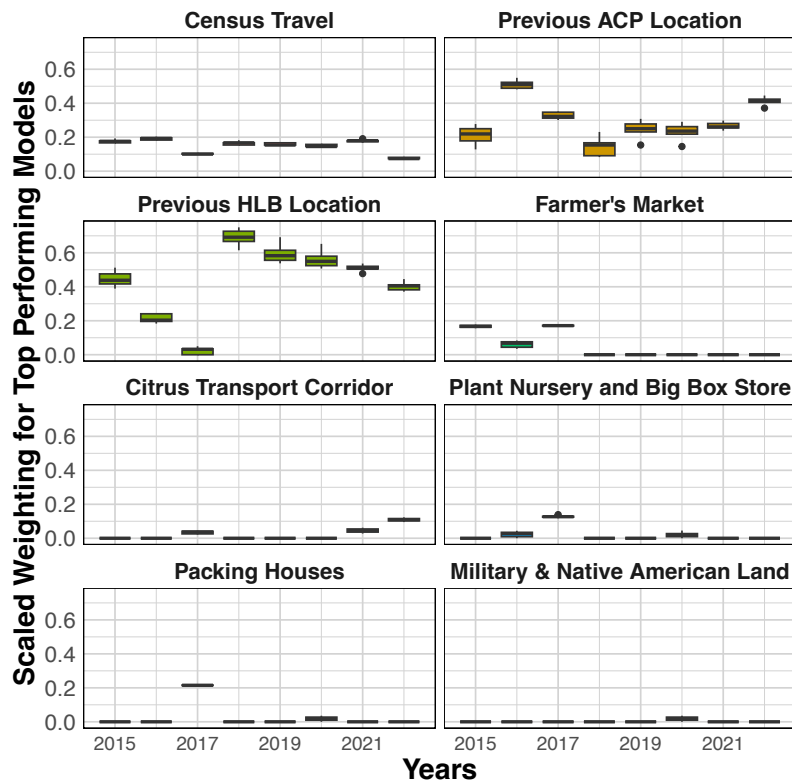 Scaled Weighting for Top Performing Models
Census Travel
Previous ACP Location
0.6
0.4
0.2
0.0
Previous HLB Location
Farmer's Market
0.6
0.4
0.2
0.0
Citrus Transport Corridor
Plant Nursery and Big Box Store
0.6
0.4
0.2
0.0
Packing Houses
Military & Native American Land
0.6
0.4
0.2
0.0
2015 2017 2019 2021 2015 2017 2019 2021
Years